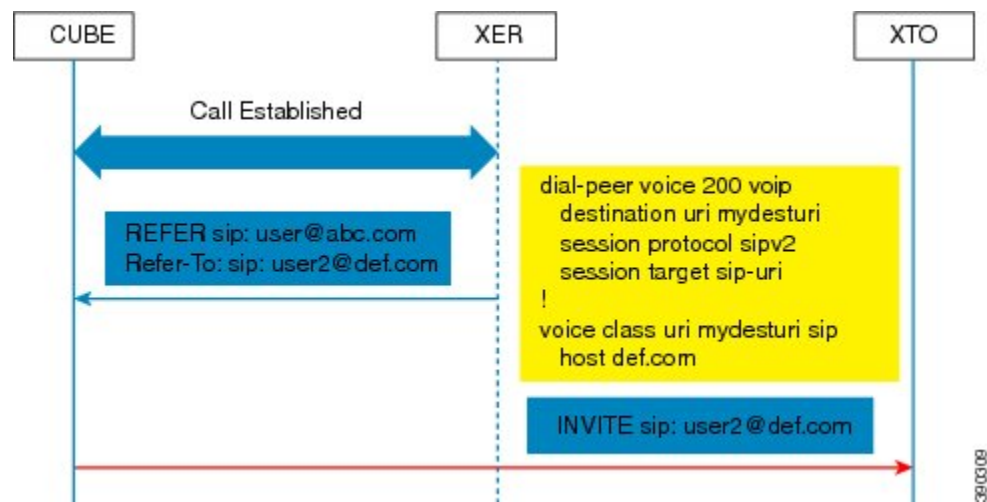 CUBE
XER
XTO
Call Established
REFER sip: user@abc.com
Refer-To: sip: user2@def.com
dial-peer voice 200 voip
destination uri mydesturi
session protocol sipv2
session target sip-uri
!
voice class uri mydesturi sip
host def.com
INVITE sip: user2@def.com
390309